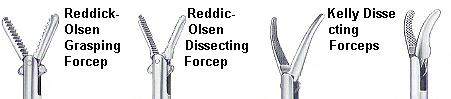 Reddick-
Olsen
Grasping
Forcep
Reddic-
Olsen
Dissecting
Forcep
Kelly Disse
cting
Forceps